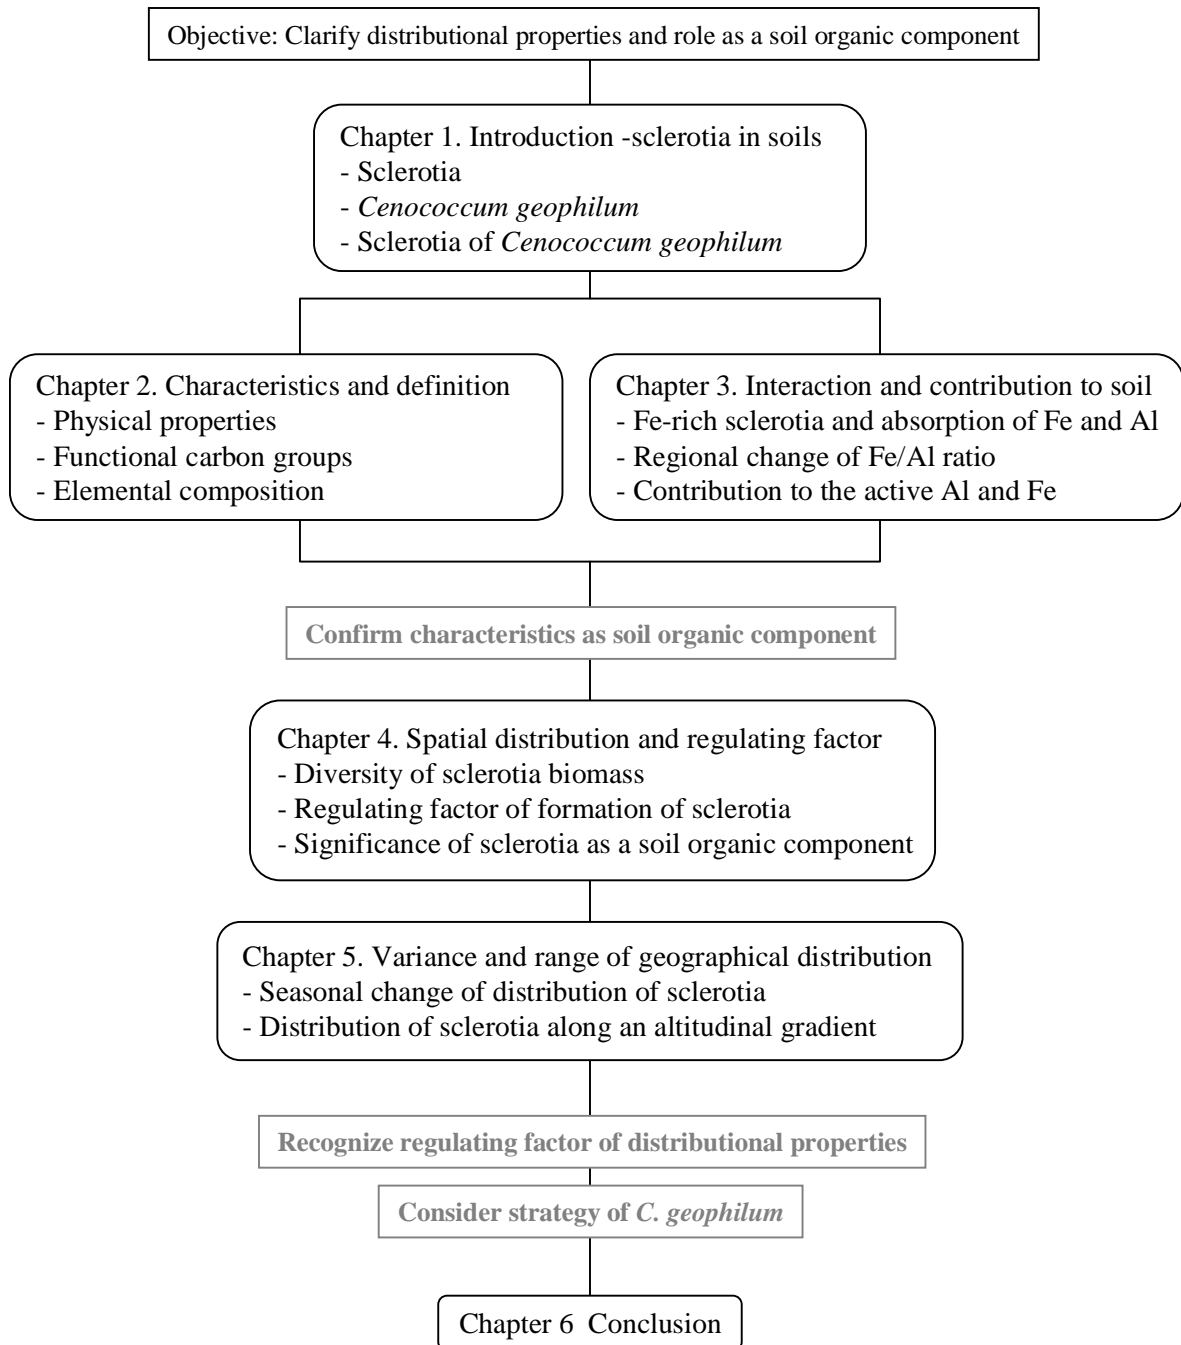 Objective: Clarify distributional properties and role as a soil organic component
Chapter 1. Introduction -sclerotia in soils
- Sclerotia
- Cenococcum geophilum
- Sclerotia of Cenococcum geophilum
Chapter 2. Characteristics and definition
- Physical properties
- Functional carbon groups
- Elemental composition
Chapter 3. Interaction and contribution to soil
- Fe-rich sclerotia and absorption of Fe and Al
- Regional change of Fe/Al ratio
- Contribution to the active Al and Fe
Confirm characteristics as soil organic component
Chapter 4. Spatial distribution and regulating factor
- Diversity of sclerotia biomass
- Regulating factor of formation of sclerotia
- Significance of sclerotia as a soil organic component
Chapter 5. Variance and range of geographical distribution
- Seasonal change of distribution of sclerotia
- Distribution of sclerotia along an altitudinal gradient
Recognize regulating factor of distributional properties
Consider strategy of C. geophilum
Chapter 6  Conclusion